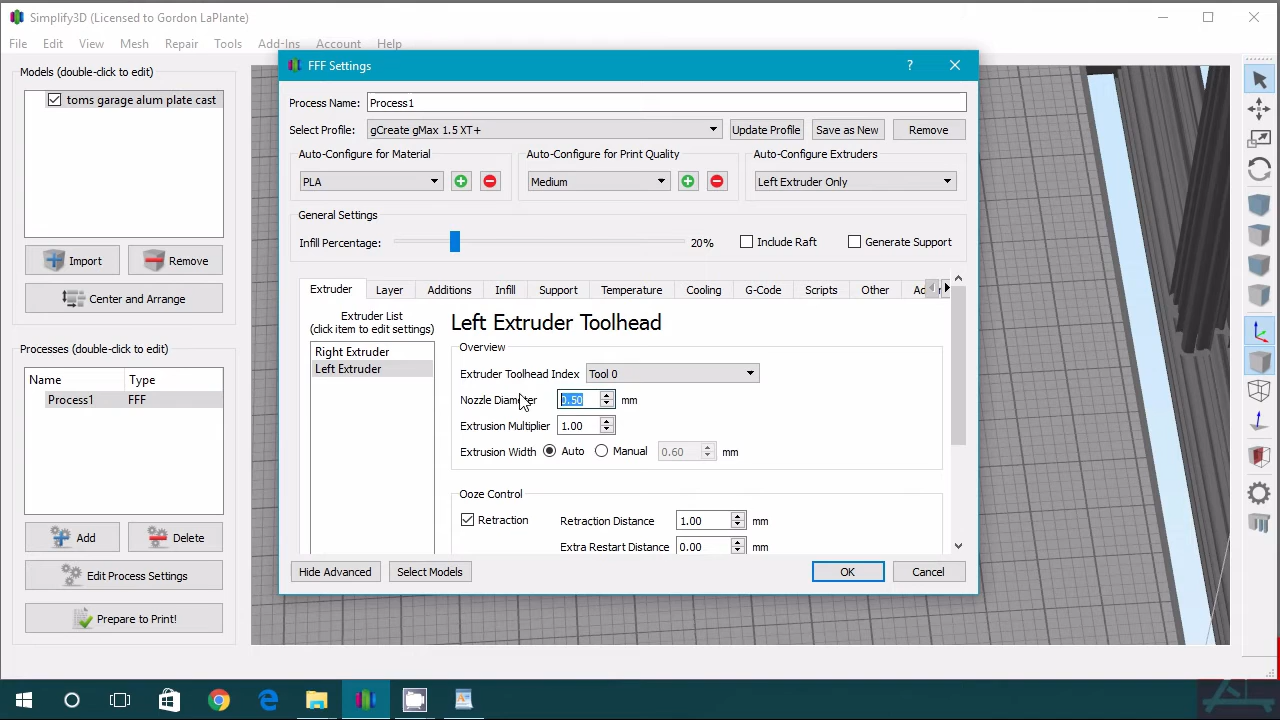 Simplify3D (Licensed to Gordon LaPlante)
File Edit View Mesh Repair Tools Add-Ins Account Help
Models (double-click to edit)
toms garage alum plate cast
Import Remove
Center and Arrange
Processes (double-click to edit)
Name Type
Process1 FFF
Add Delete
Edit Process Settings
Prepare to Print!
FFF Settings ?
Process Name: Process1
Select Profile: gCreate gMax 1.5 XT+ Update Profile Save as New Remove
Auto-Configure for Material Auto-Configure for Print Quality Auto-Configure Extruders
PLA Medium Left Extruder Only
General Settings
Infill Percentage: 20% Include Raft Generate Support
Extruder Layer Additions Infill Support Temperature Cooling G-Code Scripts Other
Extruder List
(click item to edit settings)
Right Extruder
Left Extruder
Left Extruder Toolhead
Overview
Extruder Toolhead Index Tool 0
Nozzle Diameter 0.50 mm
Extrusion Multiplier 1.00
Extrusion Width Auto Manual 0.60 mm
Ooze Control
Retraction Retraction Distance 1.00 mm
Extra Restart Distance 0.00 mm
Hide Advanced Select Models OK Cancel